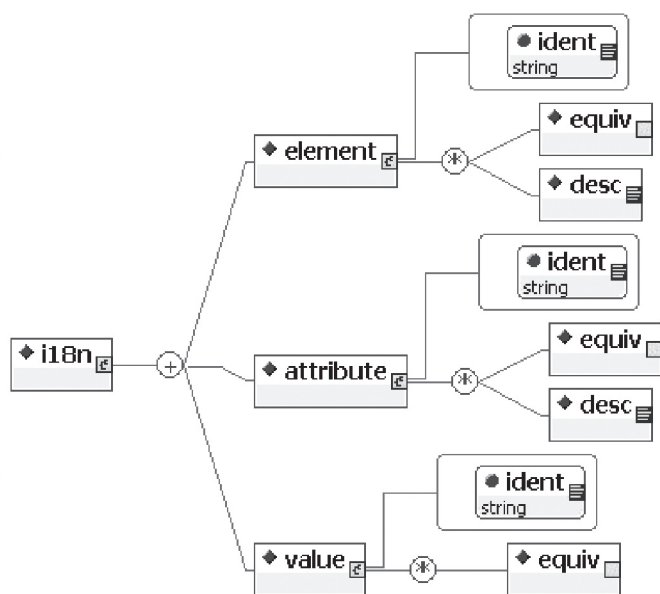 ident
string
element
equiv
desc
ident
string
i18n
+
attribute
*
equiv
desc
ident
string
value
*
equiv
*